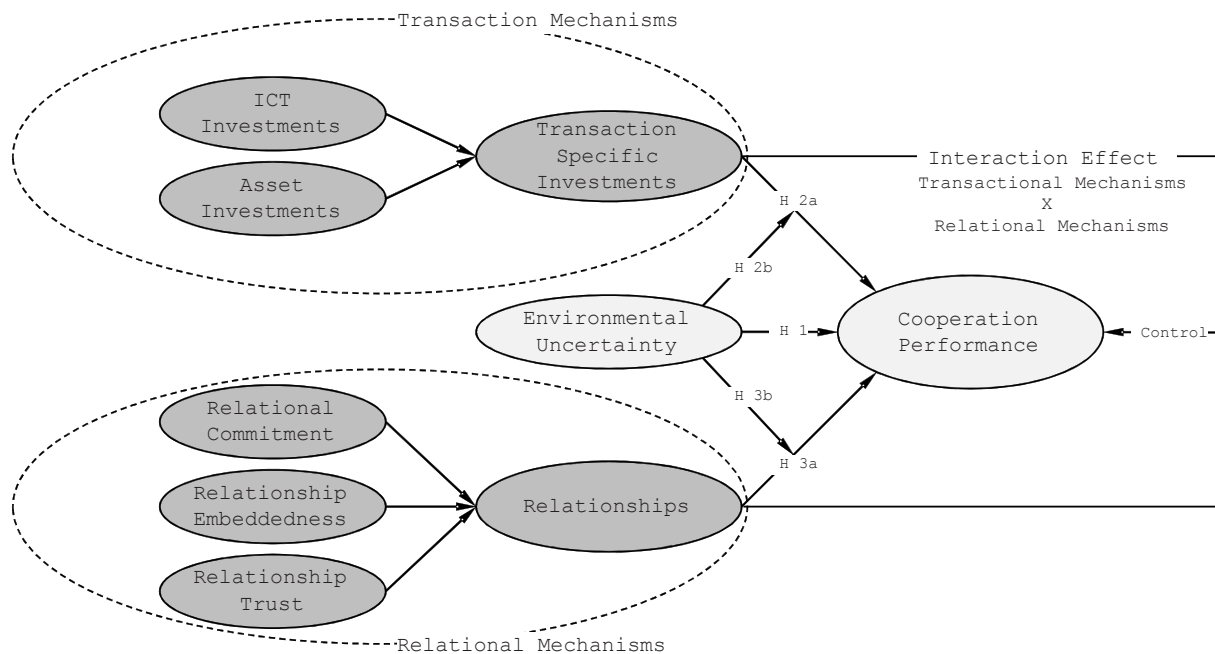 Transaction Mechanisms
ICT
Investments
Asset
Investments
Transaction
Specific
Investments
Interaction Effect
Transactional Mechanisms
X
Relational Mechanisms
H 2a
H 2b
Environmental
Uncertainty
H 1
Cooperation
Performance
Control
H 3b
H 3a
Relational
Commitment
Relationship
Embeddedness
Relationship
Trust
Relationships
Relational Mechanisms